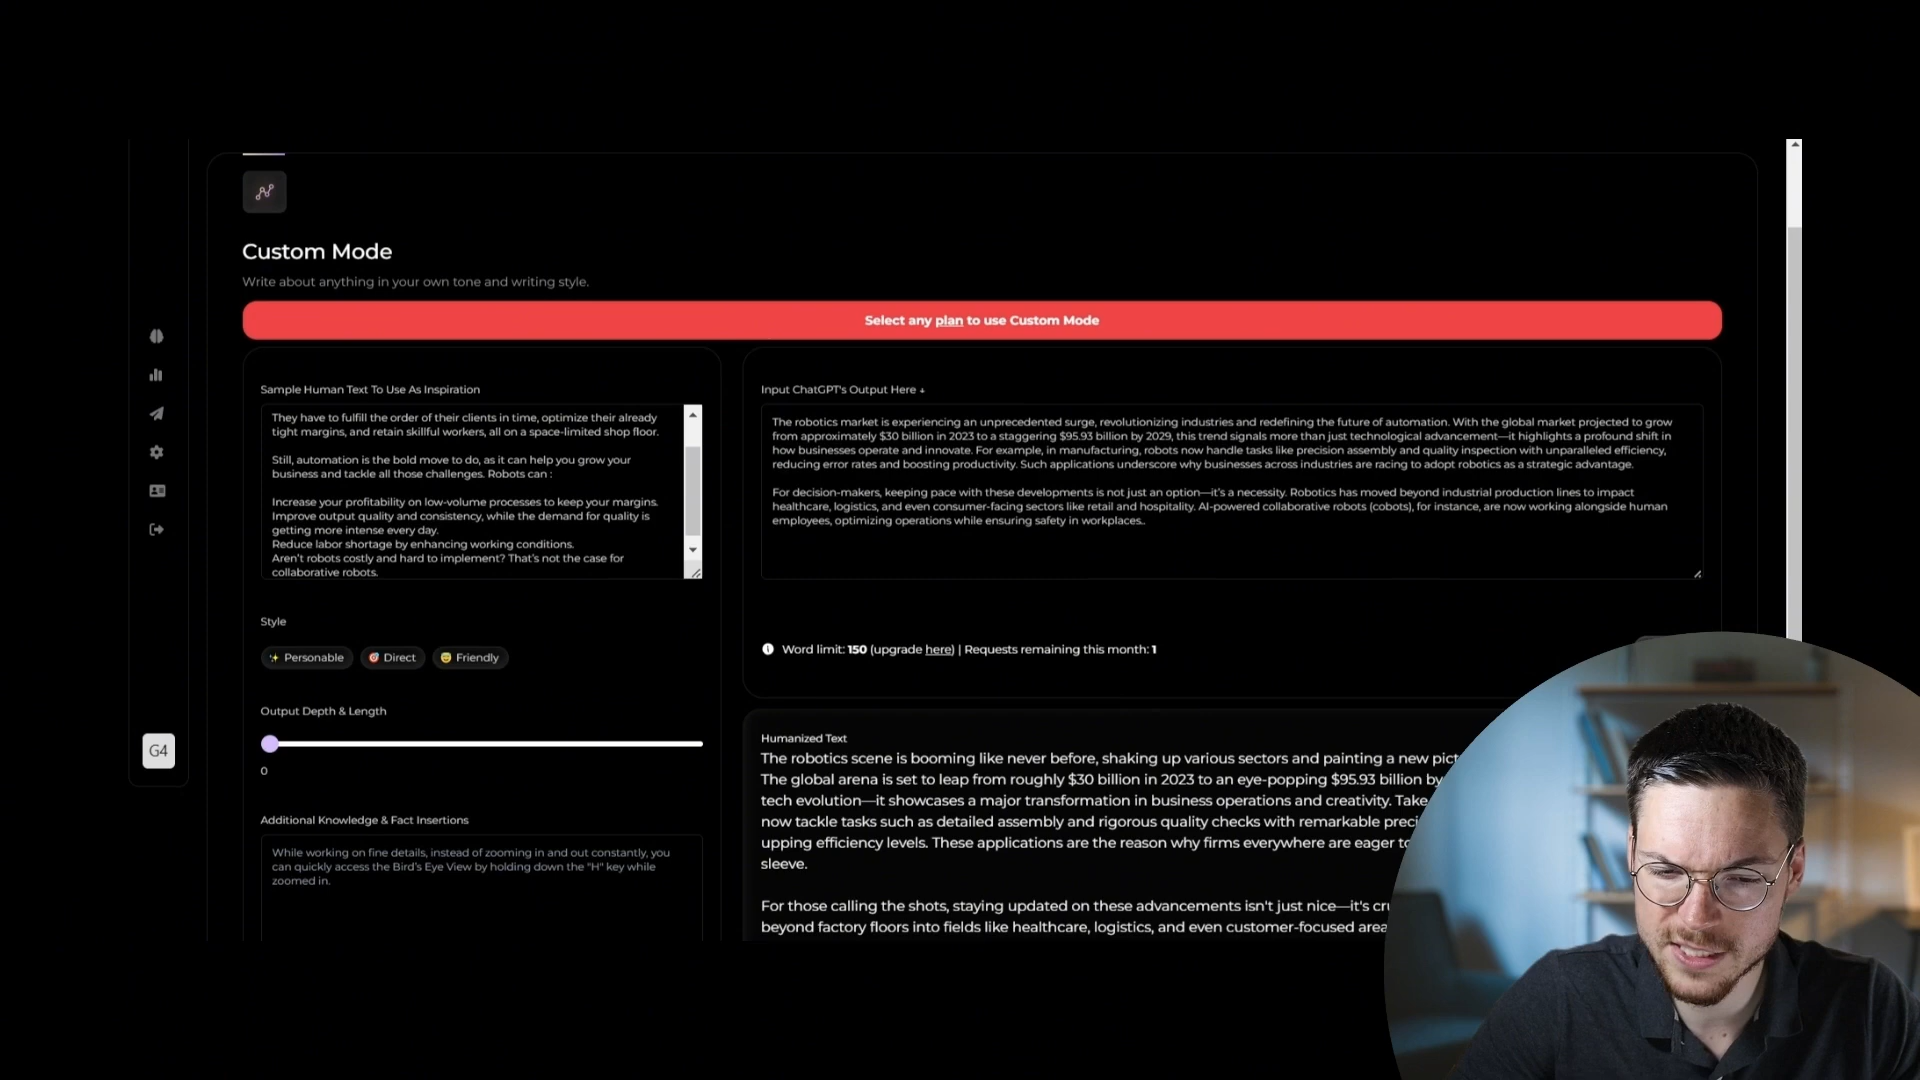 Custom Mode
Write about anything in your own tone and writing style.
Select any plan to use Custom Mode
Sample Human Text To Use As Inspiration
They have to fulfill the order of their clients in time, optimize their already
tight margins, and retain skillful workers, all on a space-limited shop floor.
Still, automation is the bold move to do, as it can help you grow your
business and tackle all those challenges. Robots can :
Increase your profitability on low-volume processes to keep your margins.
Improve output quality and consistency, while the demand for quality is
getting more intense every day.
Reduce labor shortage by enhancing working conditions.
Aren't robots costly and hard to implement? That's not the case for
collaborative robots.
Style
✨ Personable
🎯 Direct
😇 Friendly
Output Depth & Length
0
Additional Knowledge & Fact Insertions
While working on fine details, instead of zooming in and out constantly, you
can quickly access the Bird's Eye View by holding down the "H" key while
zoomed in.
G4
Input ChatGPT's Output Here ↓
The robotics market is experiencing an unprecedented surge, revolutionizing industries and redefining the future of automation. With the global market projected to grow
from approximately $30 billion in 2023 to a staggering $95.93 billion by 2029, this trend signals more than just technological advancement—it highlights a profound shift in
how businesses operate and innovate. For example, in manufacturing, robots now handle tasks like precision assembly and quality inspection with unparalleled efficiency,
reducing error rates and boosting productivity. Such applications underscore why businesses across industries are racing to adopt robotics as a strategic advantage.
For decision-makers, keeping pace with these developments is not just an option—it's a necessity. Robotics has moved beyond industrial production lines to impact
healthcare, logistics, and even consumer-facing sectors like retail and hospitality. AI-powered collaborative robots (cobots), for instance, are now working alongside human
employees, optimizing operations while ensuring safety in workplaces..
Word limit: 150 (upgrade here) | Requests remaining this month: 1
Humanized Text
The robotics scene is booming like never before, shaking up various sectors and painting a new
The global arena is set to leap from roughly $30 billion in 2023 to an eye-popping $95.93 billion by
tech evolution—it showcases a major transformation in business operations and creativity. Take
now tackle tasks such as detailed assembly and rigorous quality checks with remarkable
upping efficiency levels. These applications are the reason why firms everywhere are eager
sleeve.
For those calling the shots, staying updated on these advancements isn't just nice—it's
beyond factory floors into fields like healthcare, logistics, and even customer-focused